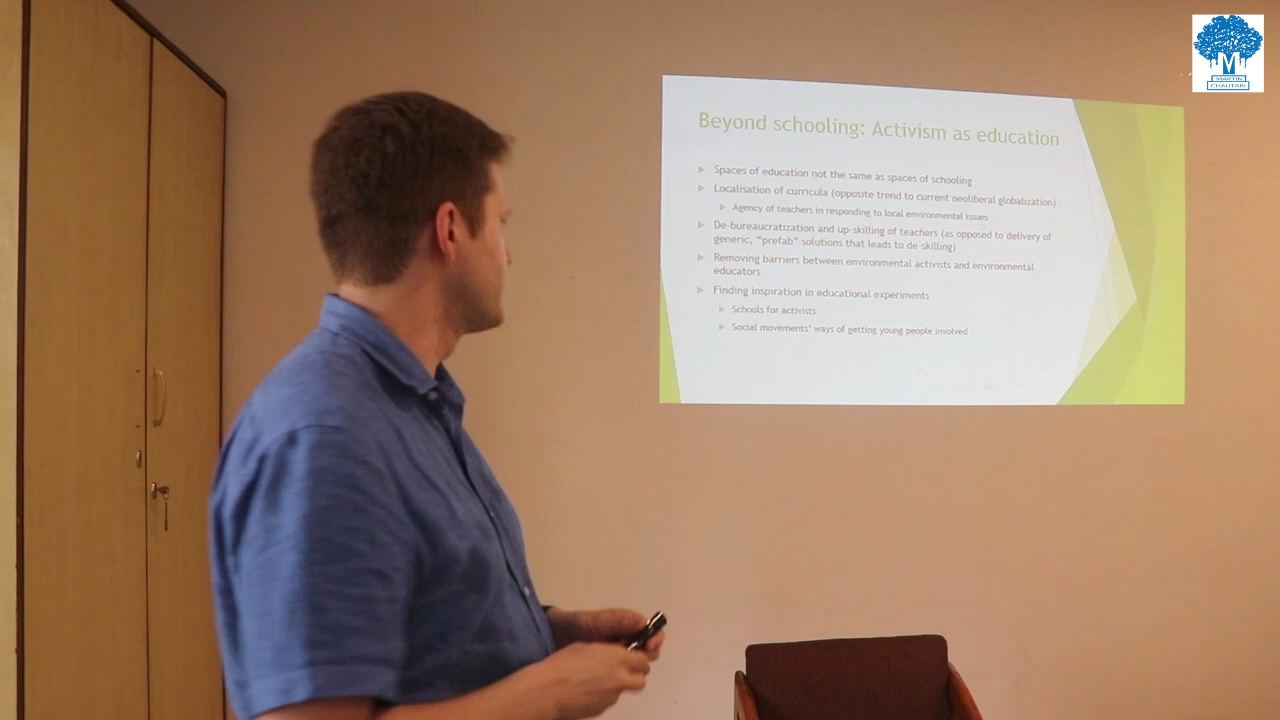 M
MARTIN
CHAUTARI
Beyond schooling: Activism as education
Spaces of education not the same as spaces of schooling
Localisation of curricula (opposite trend to current neoliberal globalization)
Agency of teachers in responding to local environmental issues
De-bureaucratization and up-skilling of teachers (as opposed to delivery of
generic, “prefab” solutions that leads to de-skilling)
Removing barriers between environmental activists and environmental
educators
Finding inspiration in educational experiments
Schools for activists
Social movements’ ways of getting young people involved